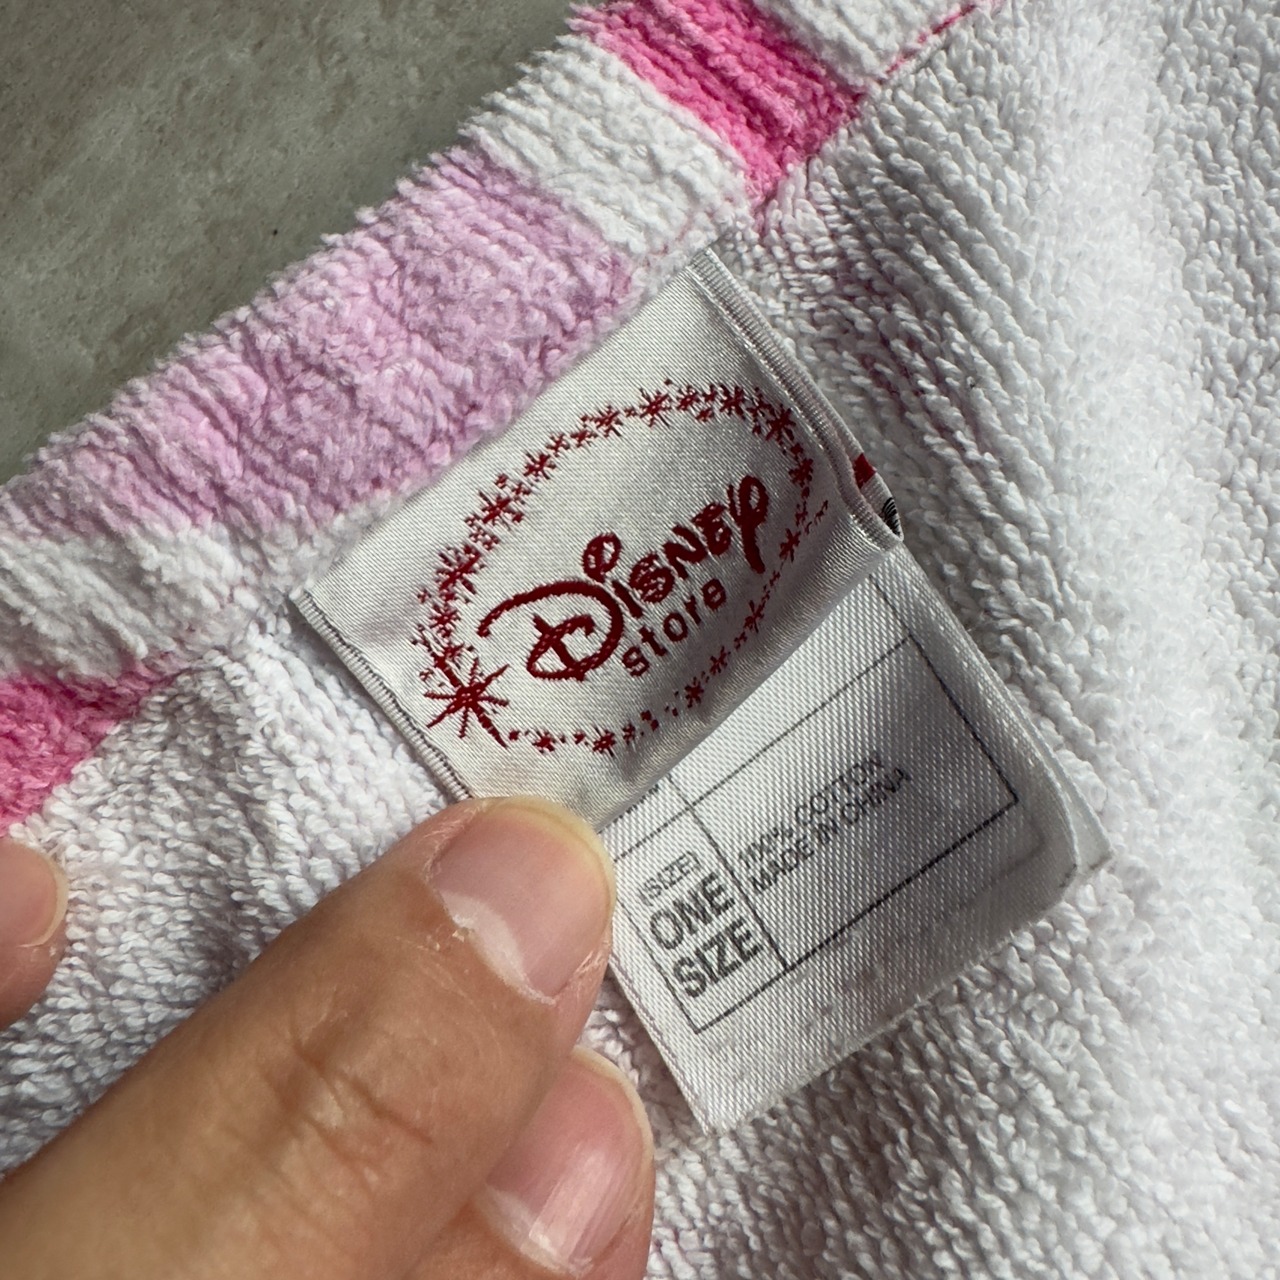 Disney
store
(SIZE)
ONE
SIZE
100% COTTON
MADE IN CHINA